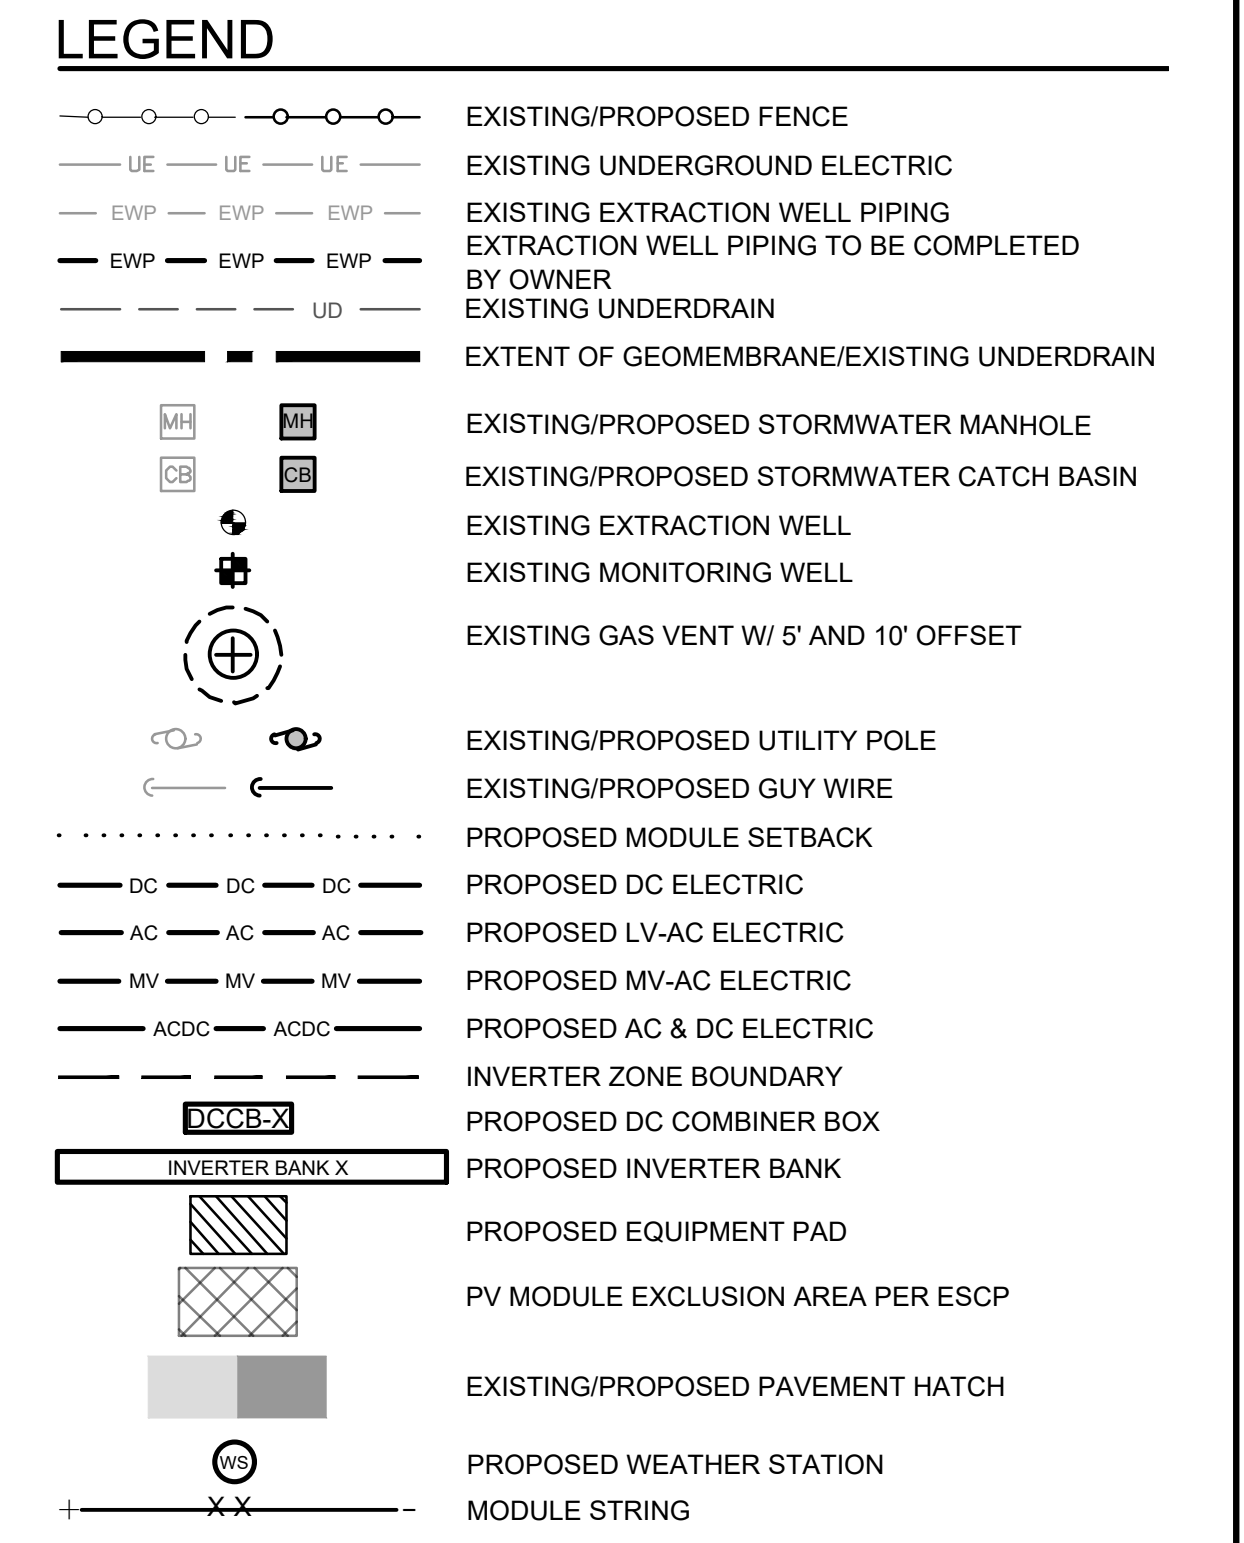 LEGEND
EXISTING/PROPOSED FENCE
UE UE UE EXISTING UNDERGROUND ELECTRIC
EWP EWP EWP EXISTING EXTRACTION WELL PIPING
EWP EWP EWP EXTRACTION WELL PIPING TO BE COMPLETED
BY OWNER
UD EXISTING UNDERDRAIN
EXTENT OF GEOMEMBRANE/EXISTING UNDERDRAIN
MH MH EXISTING/PROPOSED STORMWATER MANHOLE
CB CB EXISTING/PROPOSED STORMWATER CATCH BASIN
EXISTING EXTRACTION WELL
EXISTING MONITORING WELL
EXISTING GAS VENT W/ 5' AND 10' OFFSET
EXISTING/PROPOSED UTILITY POLE
EXISTING/PROPOSED GUY WIRE
PROPOSED MODULE SETBACK
DC DC DC PROPOSED DC ELECTRIC
AC AC AC PROPOSED LV-AC ELECTRIC
MV MV MV PROPOSED MV-AC ELECTRIC
ACDC ACDC PROPOSED AC & DC ELECTRIC
INVERTER ZONE BOUNDARY
DCCB-X PROPOSED DC COMBINER BOX
INVERTER BANK X PROPOSED INVERTER BANK
PROPOSED EQUIPMENT PAD
PV MODULE EXCLUSION AREA PER ESCP
EXISTING/PROPOSED PAVEMENT HATCH
WS PROPOSED WEATHER STATION
+ X X - MODULE STRING